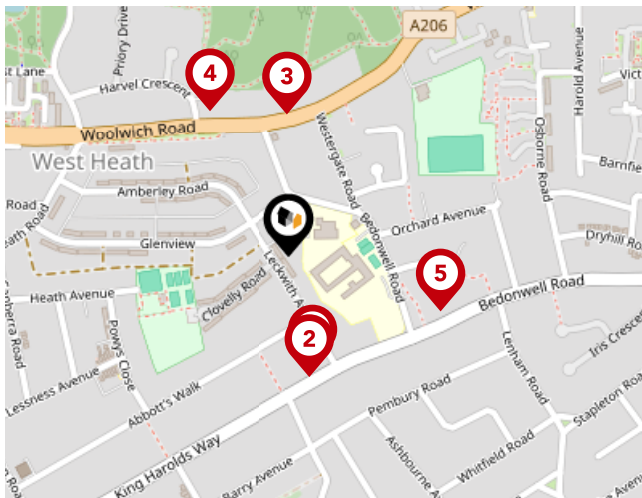 A206
Priory Drive
Harold Avenue
st Lane
Harvel Crescent
4
3
Vict
Woolwich Road
Westergate Road
Osborne Road
West Heath
Barnfie
Amberley Road
Road
eath Road
Orchard Avenue
Glenview
Bedonwell Road
Dryhill Ro
Leckwith A
5
Bedonwell Road
Heath Avenue
Clovelly Road
anberra Road
Powys Close
2
Iris Cresce
Lenham Road
Lessness Avenue
Abbott's Walk
Pembury Road
Stapleton Roa
King Harolds Way
Ashbourne
Whitfield Road
Barry Avenue